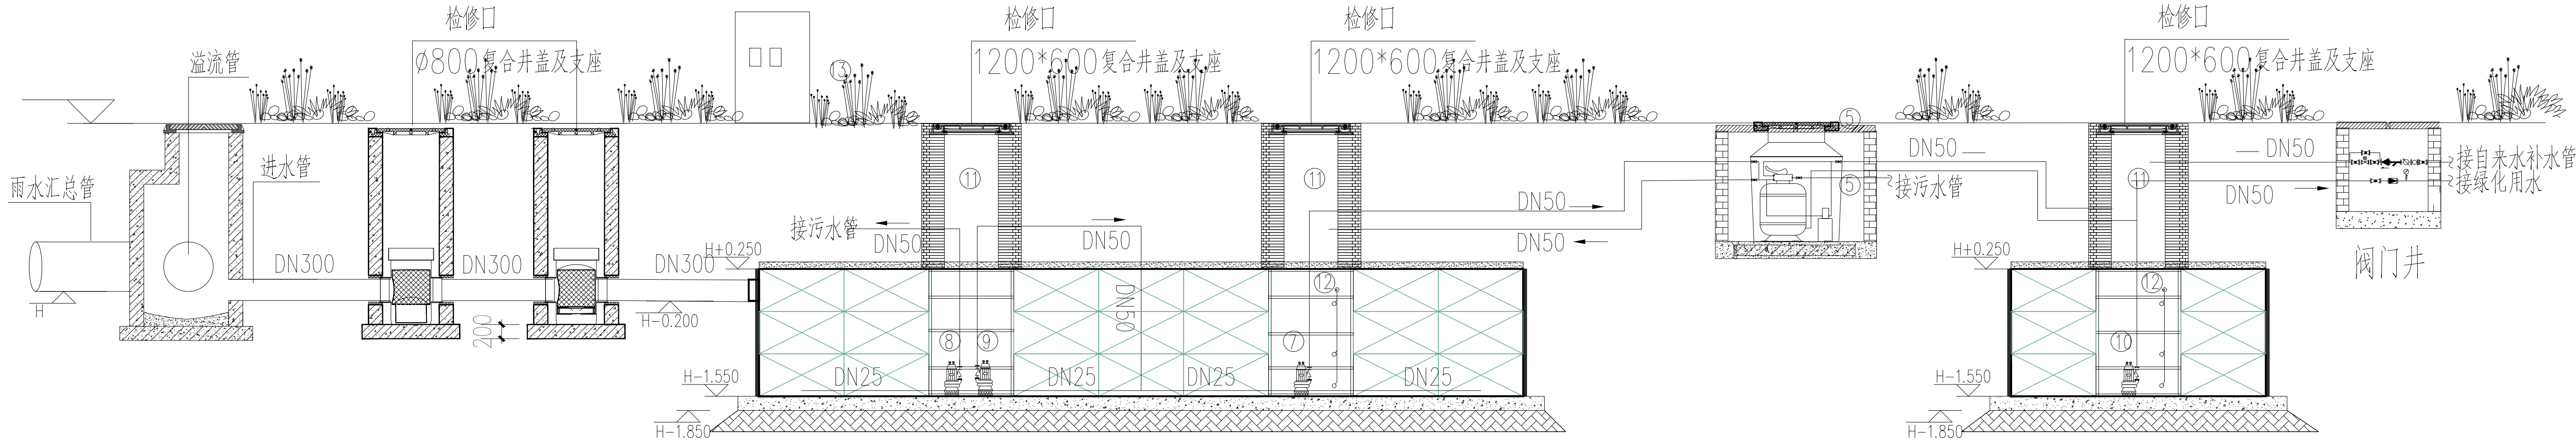 检修口
Ø800复合井盖及支座
检修口
1200*600复合井盖及支座
检修口
1200*600复合井盖及支座
检修口
1200*600复合井盖及支座
溢流管
⑬
进水管
雨水汇总管
H
DN300
DN300
DN300
H-0.200
200
⑪
接污水管
DN50
DN50
H+0.250
⑧
⑨
DN50
⑪
⑫
⑦
DN25
DN25
DN25
DN25
H-1.550
H-1.850
DN50
DN50
⑤
⑤
接污水管
DN50
⑪
DN50
DN50
接自来水补水管
接绿化用水
阀门井
H+0.250
⑫
⑩
H-1.550
H-1.850